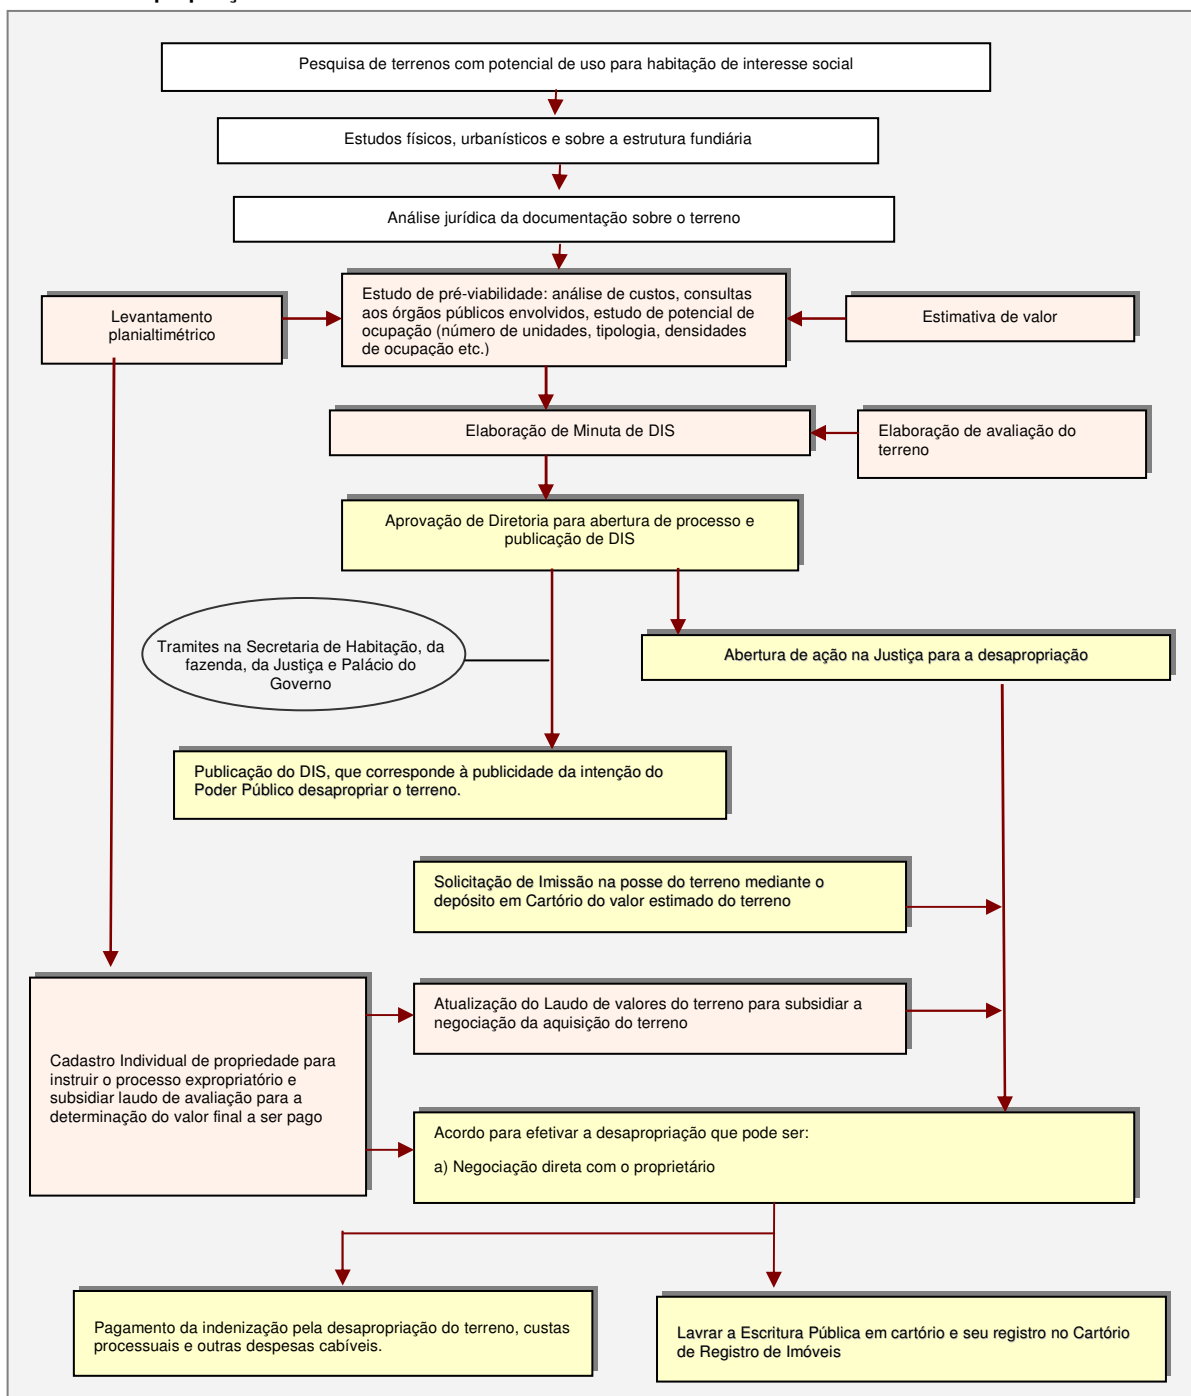 Pesquisa de terrenos com potencial de uso para habitação de interesse social
Estudos físicos, urbanísticos e sobre a estrutura fundiária
Análise jurídica da documentação sobre o terreno
Levantamento
planialtimétrico
Estudo de pré-viabilidade: análise de custos, consultas
aos órgãos públicos envolvidos, estudo de potencial de
ocupação (número de unidades, tipologia, densidades
de ocupação etc.)
Estimativa de valor
Elaboração de Minuta de DIS
Elaboração de avaliação do
terreno
Aprovação de Diretoria para abertura de processo e
publicação de DIS
Tramites na Secretaria de Habitação, da
fazenda, da Justiça e Palácio do
Governo
Abertura de ação na Justiça para a desapropriação
Publicação do DIS, que corresponde à publicidade da intenção do
Poder Público desapropriar o terreno.
Solicitação de Imissão na posse do terreno mediante o
depósito em Cartório do valor estimado do terreno
Atualização do Laudo de valores do terreno para subsidiar a
negociação da aquisição do terreno
Cadastro Individual de propriedade para
instruir o processo expropriatório e
subsidiar laudo de avaliação para a
determinação do valor final a ser pago
Acordo para efetivar a desapropriação que pode ser:
a) Negociação direta com o proprietário
Pagamento da indenização pela desapropriação do terreno, custas
processuais e outras despesas cabíveis.
Lavrar a Escritura Pública em cartório e seu registro no Cartório
de Registro de Imóveis